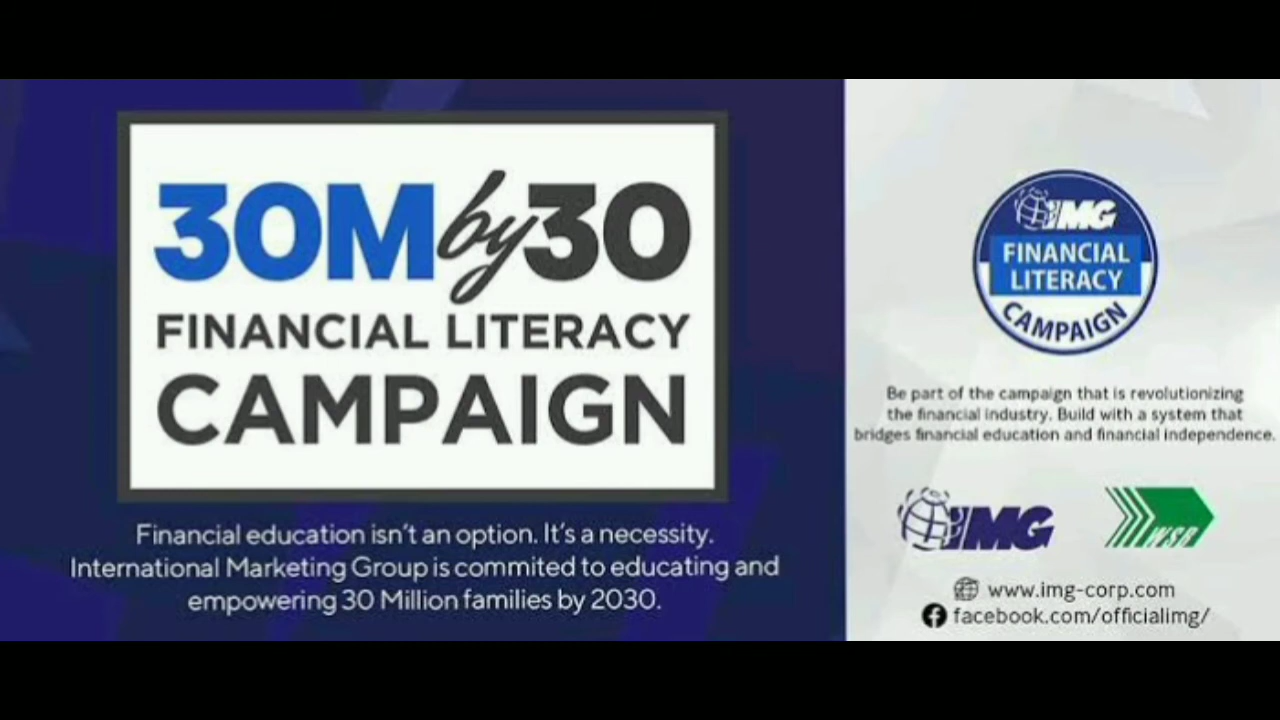 30M by 30
FINANCIAL LITERACY
CAMPAIGN
Financial education isn't an option. It's a necessity.
International Marketing Group is commited to educating and
empowering 30 Million families by 2030.
IMG
FINANCIAL
LITERACY
CAMPAIGN
Be part of the campaign that is revolutionizing
the financial industry. Build with a system that
bridges financial education and financial independence.
IMG
WSB
www.img-corp.com
facebook.com/officialimg/